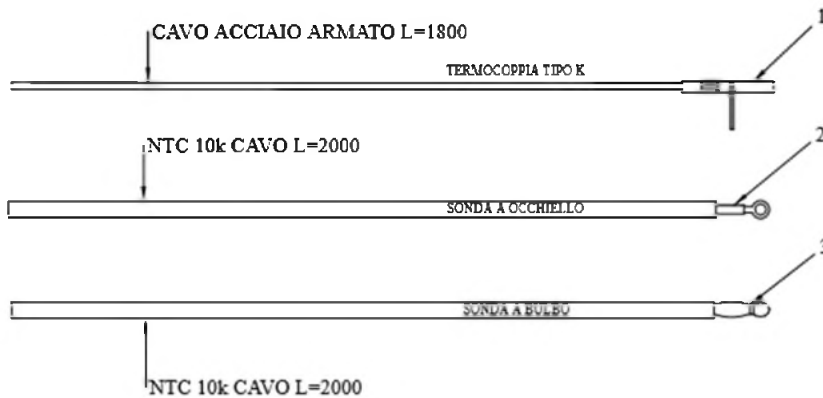 1
CAVO ACCIAIO ARMATO L=1800
TERMOCOPPIA TIPO K
2
NTC 10k CAVO L=2000
SONDA A OCCHIELLO
3
SONDA A BULBO
NTC 10k CAVO L=2000